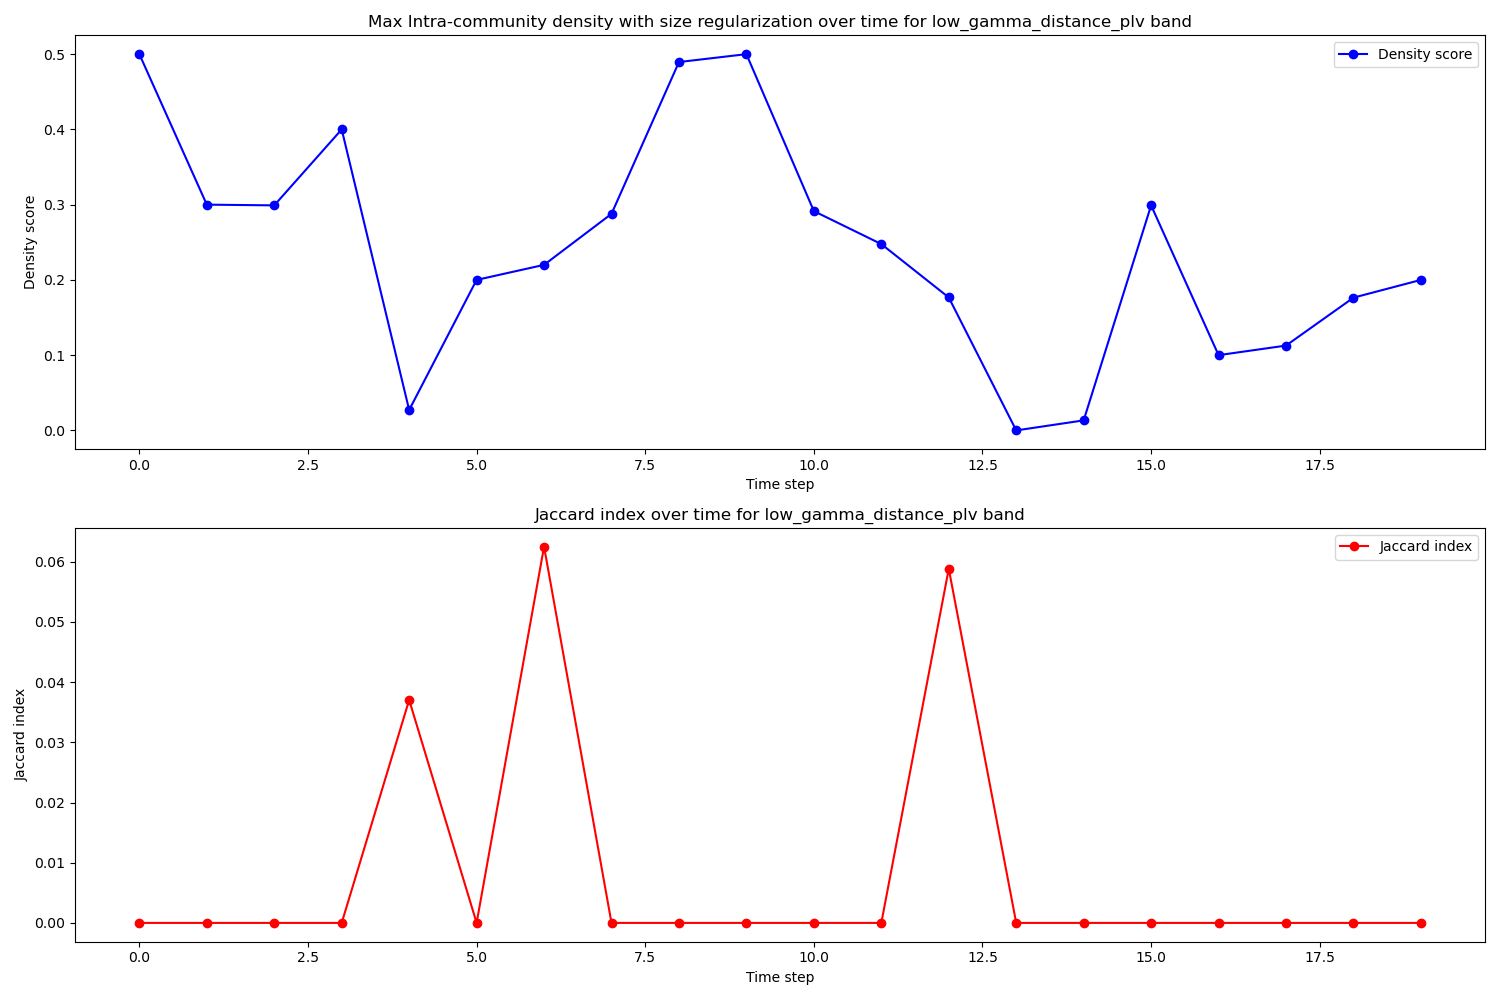 Max Intra-community density with size regularization over time for low_gamma_distance_plv band
Density score
0.5
0.4
0.3
0.2
0.1
0.0
Density score
0.0 2.5 5.0 7.5 10.0 12.5 15.0 17.5
Time step
Jaccard index over time for low_gamma_distance_plv band
Jaccard index
0.06
0.05
0.04
0.03
0.02
0.01
0.00
Jaccard index
0.0 2.5 5.0 7.5 10.0 12.5 15.0 17.5
Time step